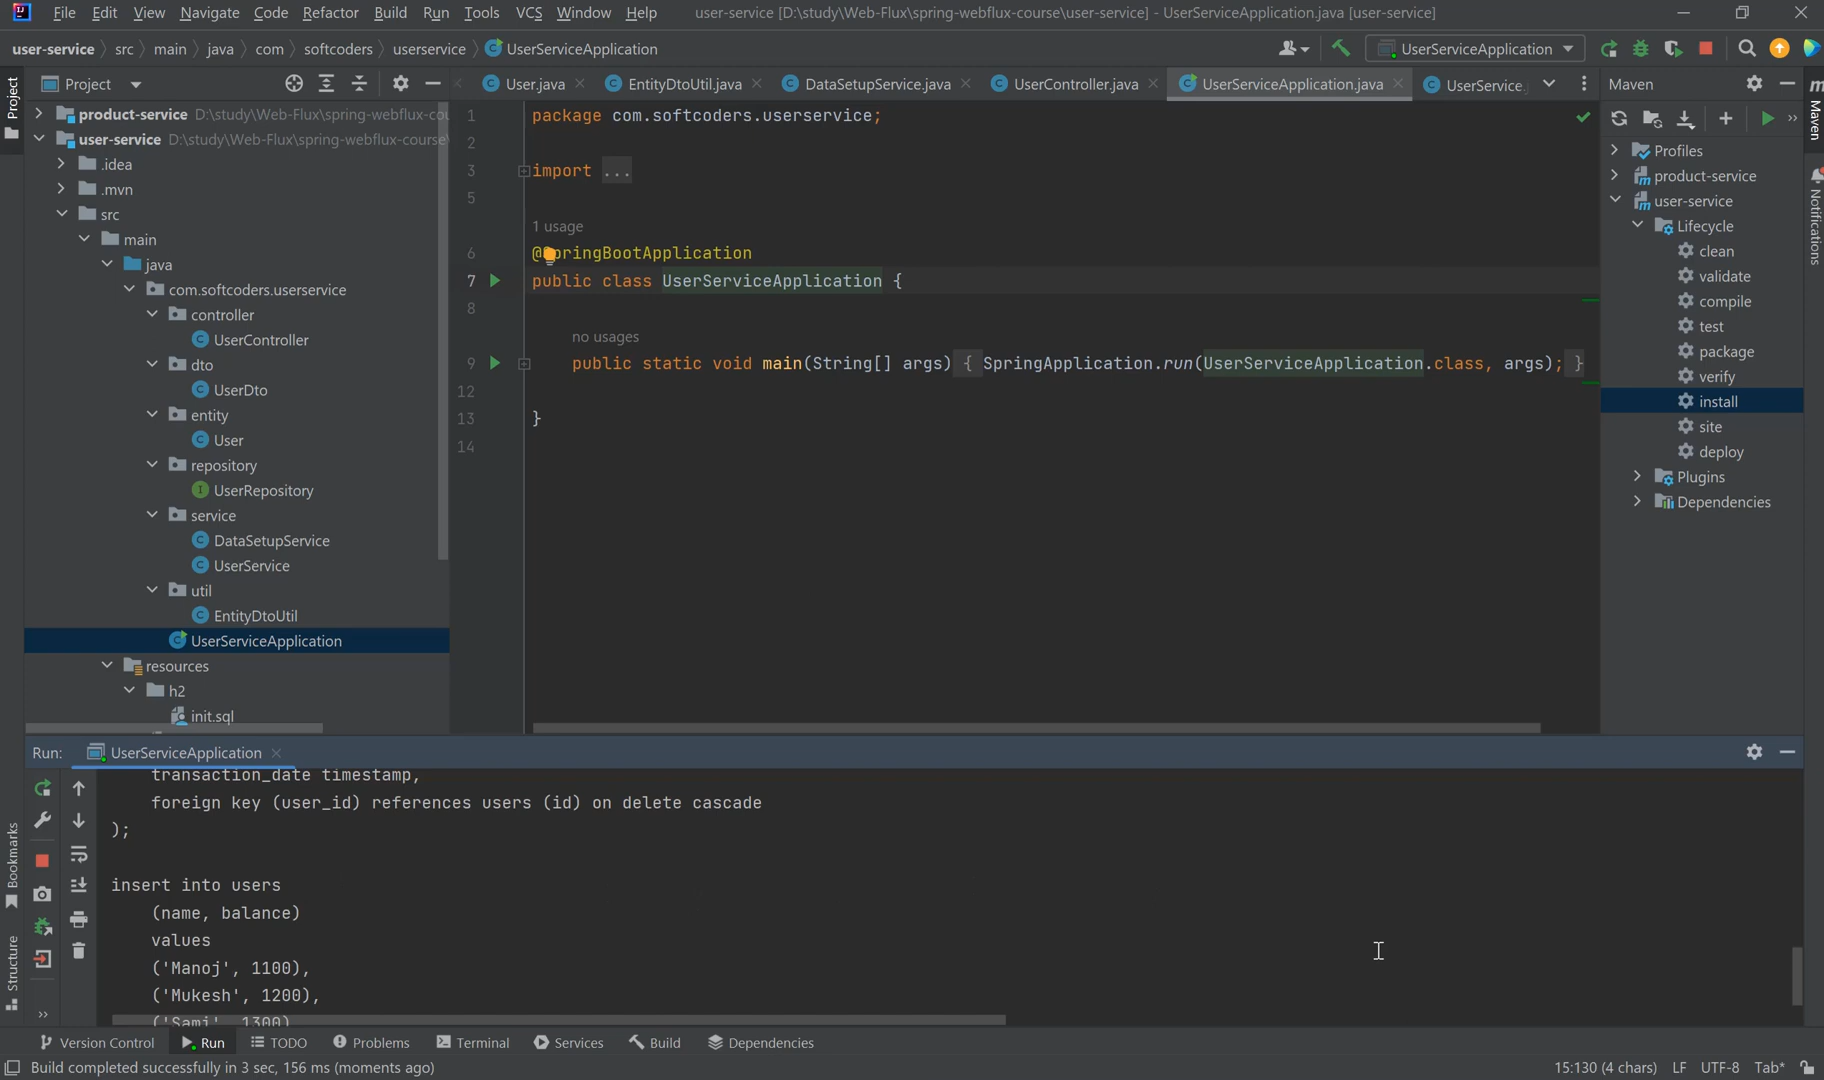 File Edit View Navigate Code Refactor Build Run Tools VCS Window Help user-service [D:\study\Web-Flux\spring-webflux-course\user-service] - UserServiceApplication.java [user-service]
user-service src main java com softcoders userservice UserServiceApplication UserServiceApplication
Project User.java EntityDtoUtil.java DataSetupService.java UserController.java UserServiceApplication.java UserService. Maven
Project
Maven
Notifications
Bookmarks
Structure
product-service D:\study\Web-Flux\spring-webflux-cou
user-service D:\study\Web-Flux\spring-webflux-course\
.idea
.mvn
src
main
java
com.softcoders.userservice
controller
UserController
dto
UserDto
entity
User
repository
UserRepository
service
DataSetupService
UserService
util
EntityDtoUtil
UserServiceApplication
resources
h2
init.sql
1 package com.softcoders.userservice;
2
3 import ...
5
1 usage
6 @SpringBootApplication
7 public class UserServiceApplication {
8
no usages
9 public static void main(String[] args) { SpringApplication.run(UserServiceApplication.class, args); }
12
13 }
14
Profiles
product-service
user-service
Lifecycle
clean
validate
compile
test
package
verify
install
site
deploy
Plugins
Dependencies
Run: UserServiceApplication
transaction_date timestamp,
foreign key (user_id) references users (id) on delete cascade
);
insert into users
(name, balance)
values
('Manoj', 1100),
('Mukesh', 1200),
('Sami', 1300)
Version Control Run TODO Problems Terminal Services Build Dependencies
Build completed successfully in 3 sec, 156 ms (moments ago) 15:130 (4 chars) LF UTF-8 Tab*